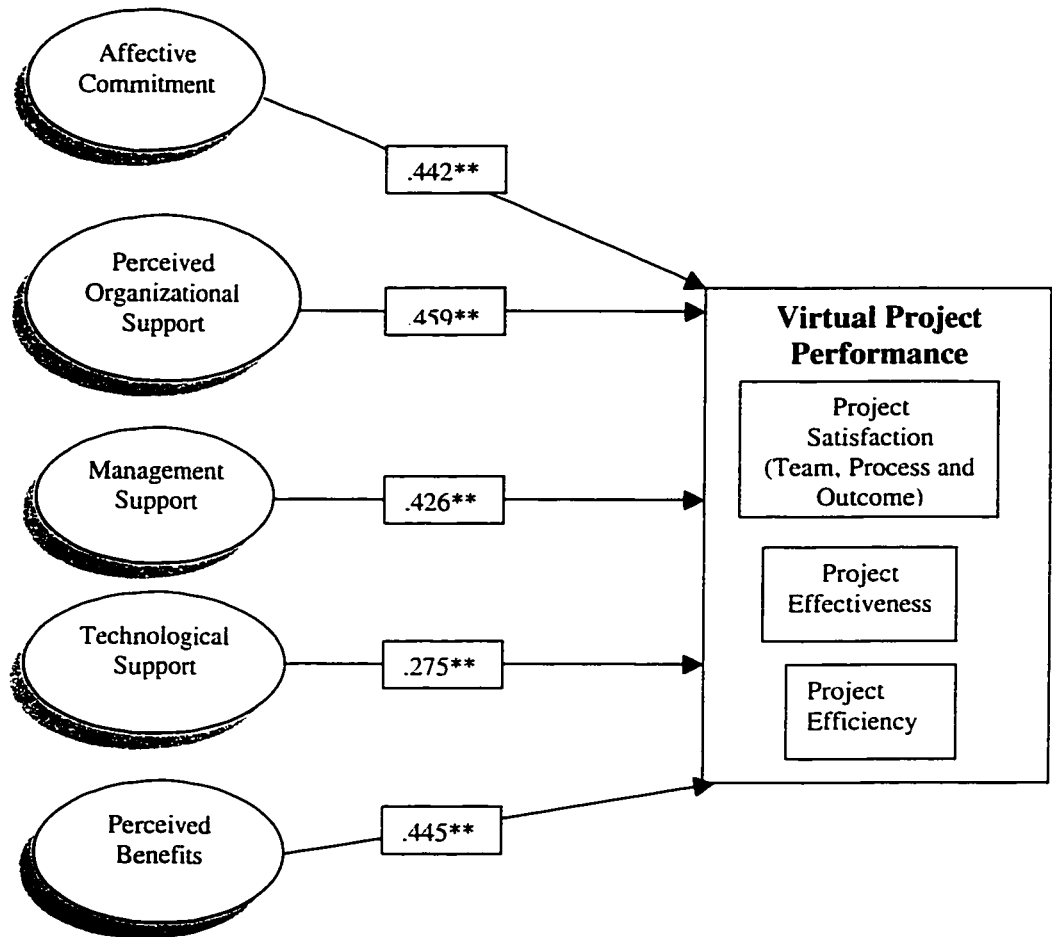 Affective
Commitment
.442**
Perceived
Organizational
Support
.459**
Management
Support
.426**
Technological
Support
.275**
Perceived
Benefits
.445**
Virtual Project
Performance
Project
Satisfaction
(Team, Process and
Outcome)
Project
Effectiveness
Project
Efficiency